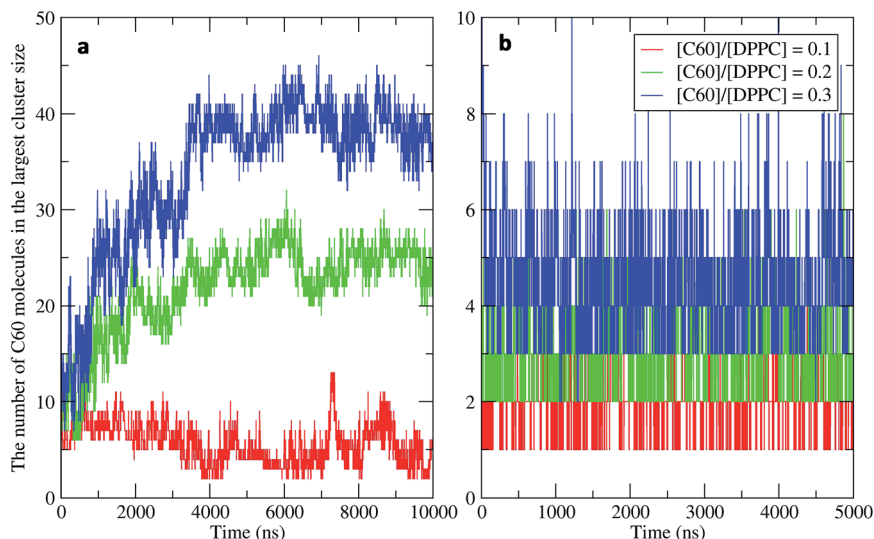 a
The number of C60 molecules in the largest cluster size
50
40
30
20
10
0
0 2000 4000 6000 8000 10000
Time (ns)
b
[C60]/[DPPC] = 0.1
[C60]/[DPPC] = 0.2
[C60]/[DPPC] = 0.3
10
8
6
4
2
0
0 1000 2000 3000 4000 5000
Time (ns)